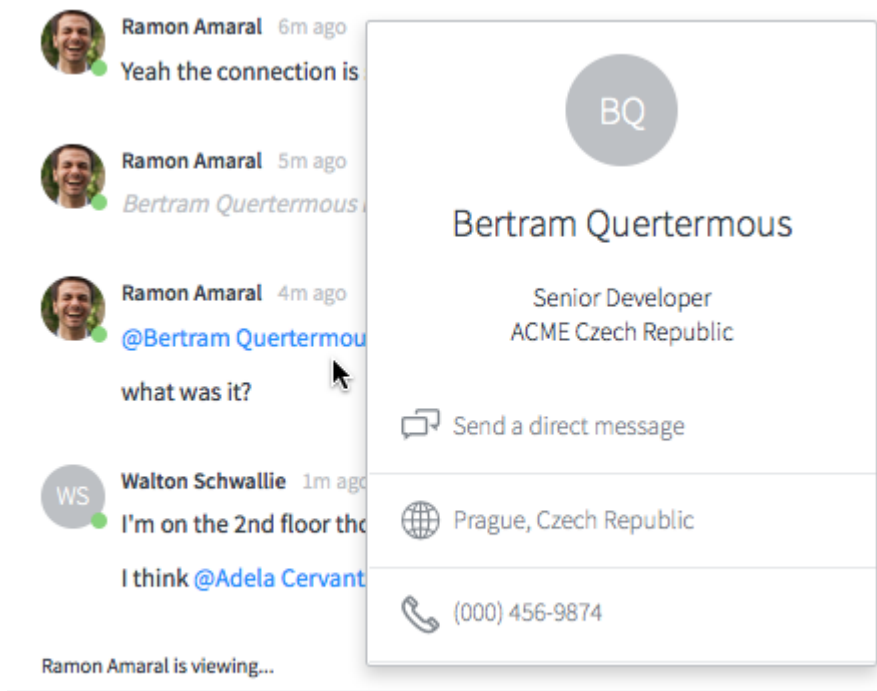 Ramon Amaral 6m ago
Yeah the connection is
Ramon Amaral 5m ago
Bertram Quertermous
Ramon Amaral 4m ago
@Bertram Quertermou
what was it?
WS
Walton Schwallie 1m ago
I'm on the 2nd floor tho
I think @Adela Cervant
Ramon Amaral is viewing...
BQ
Bertram Quertermous
Senior Developer
ACME Czech Republic
Send a direct message
Prague, Czech Republic
(000) 456-9874